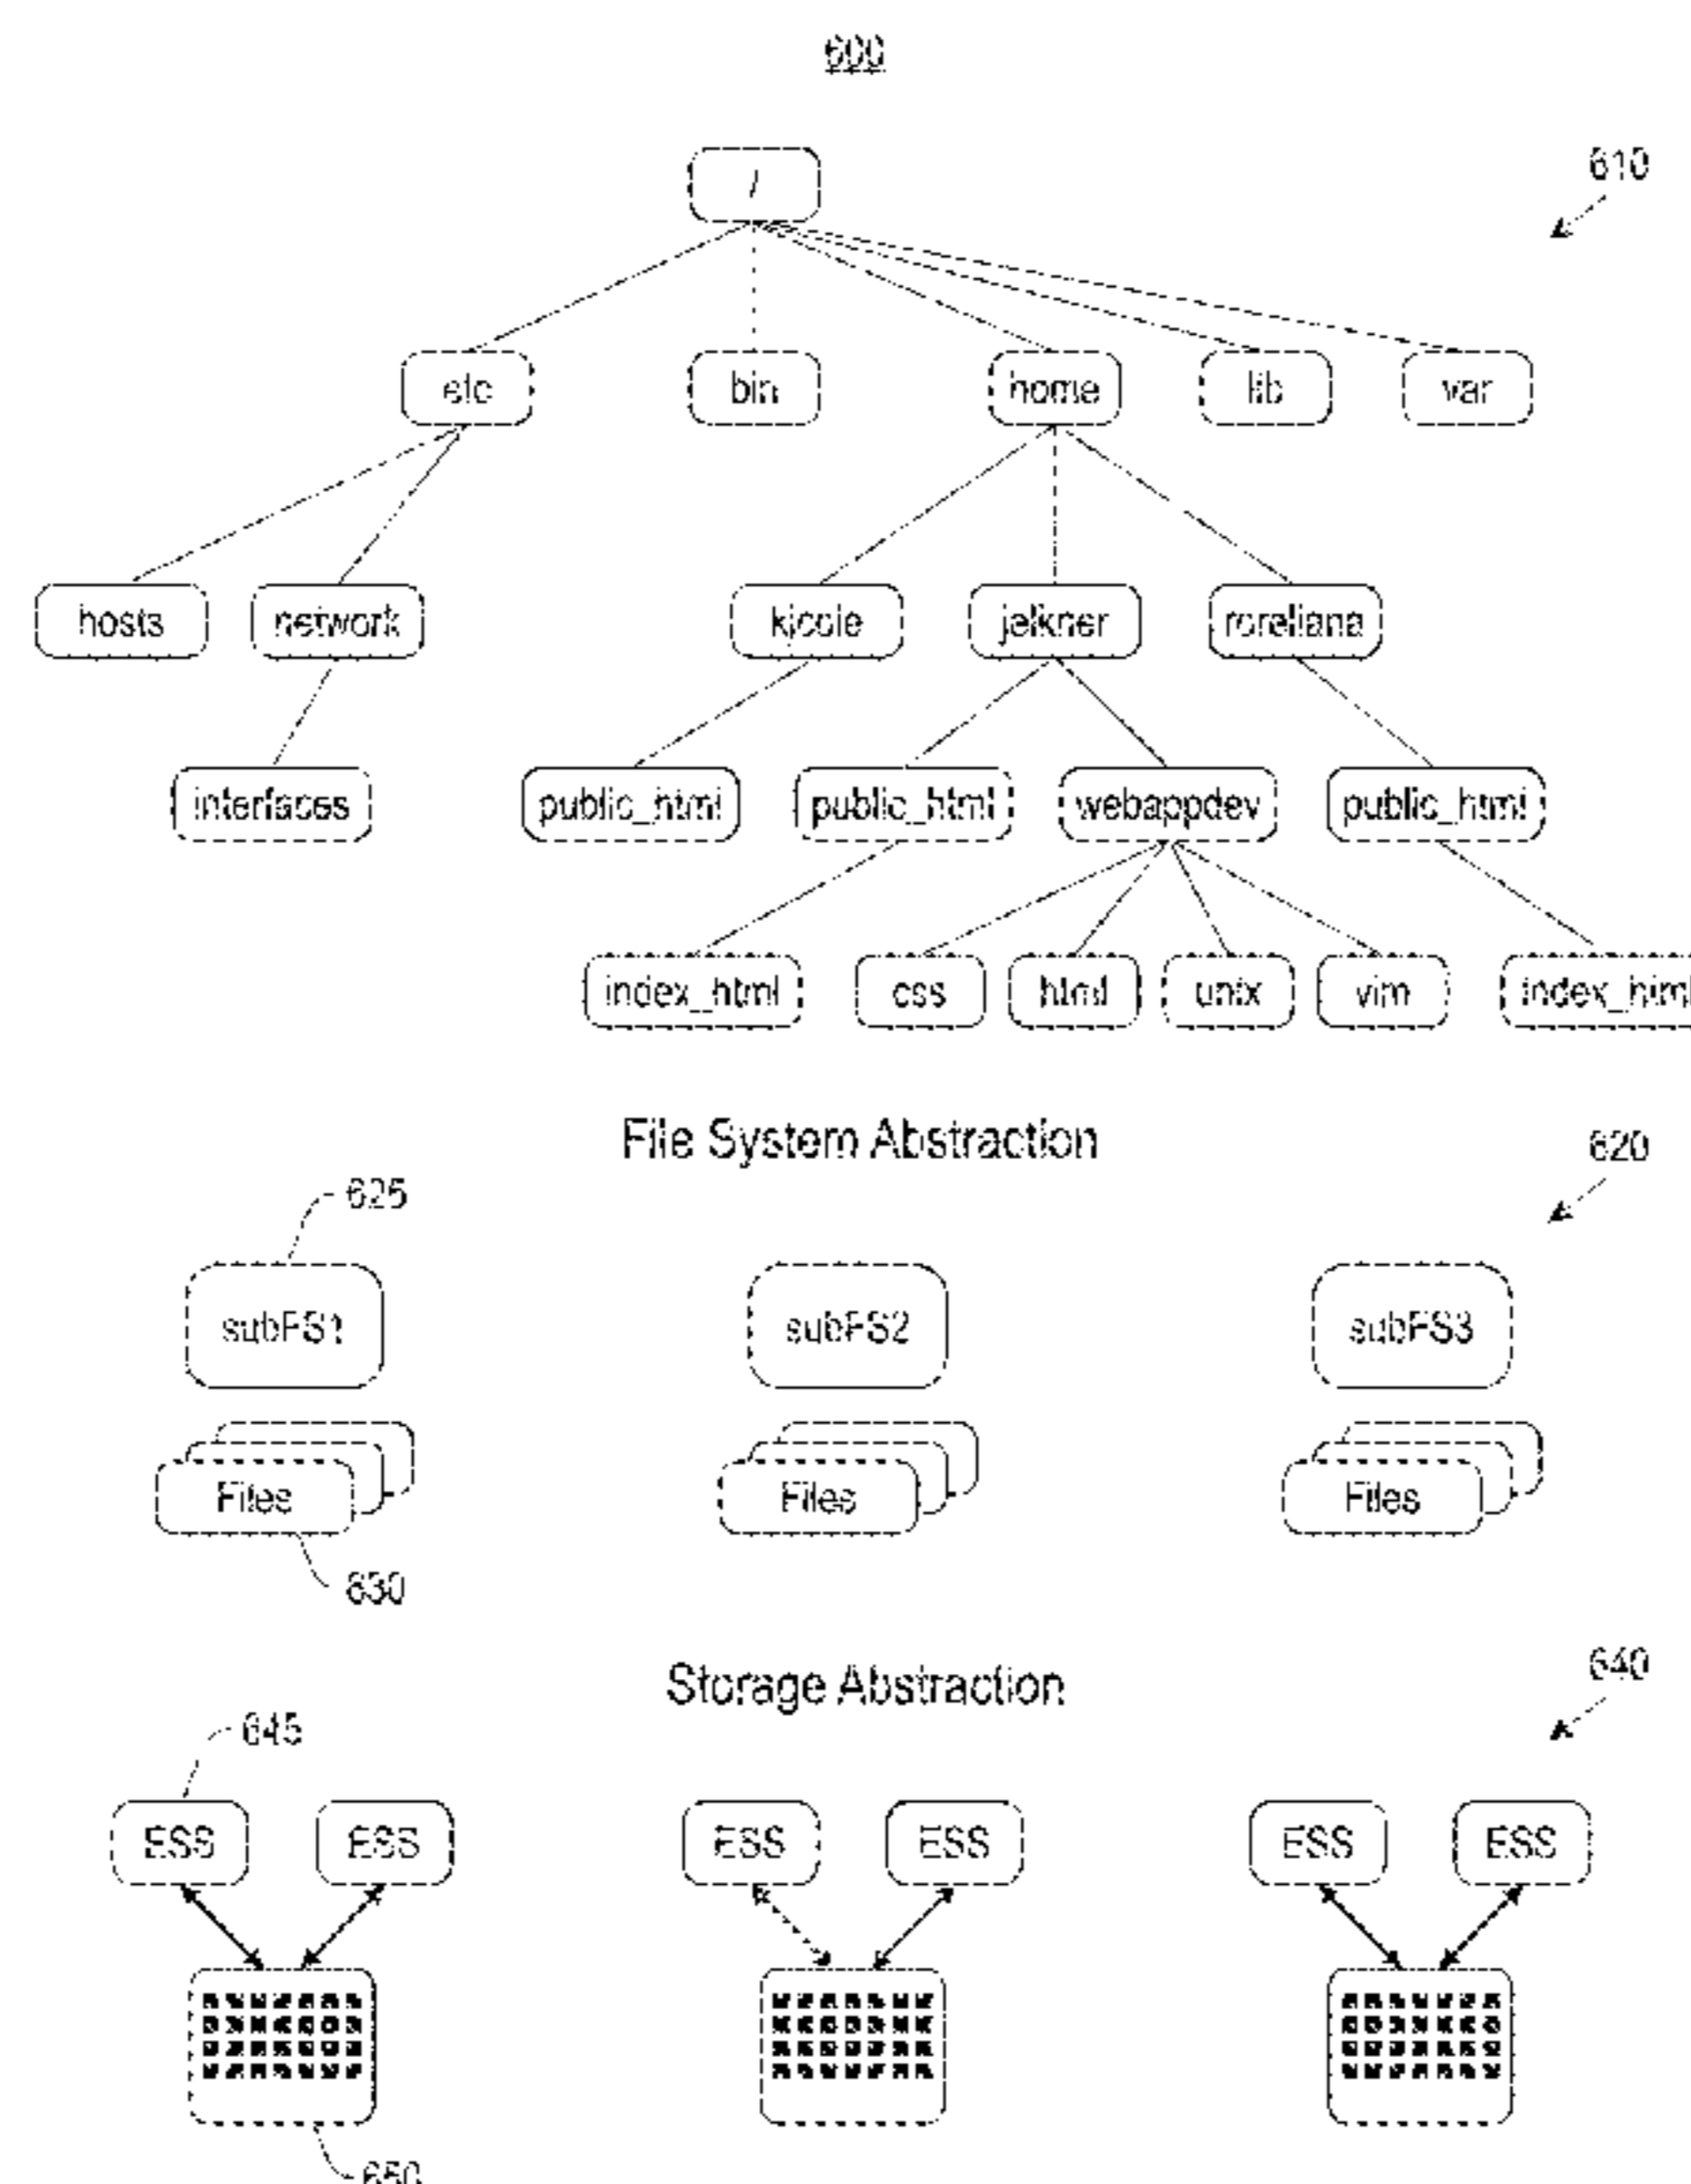 600
610
/
etc bin home lib var
hosts network kjcole jelkner rorellana
interfaces public_html public_html webappdev public_html
index_html css html unix vim index_html
File System Abstraction
620
625
subFS1 subFS2 subFS3
Files Files Files
630
Storage Abstraction
640
645
ESS ESS ESS ESS ESS ESS
650